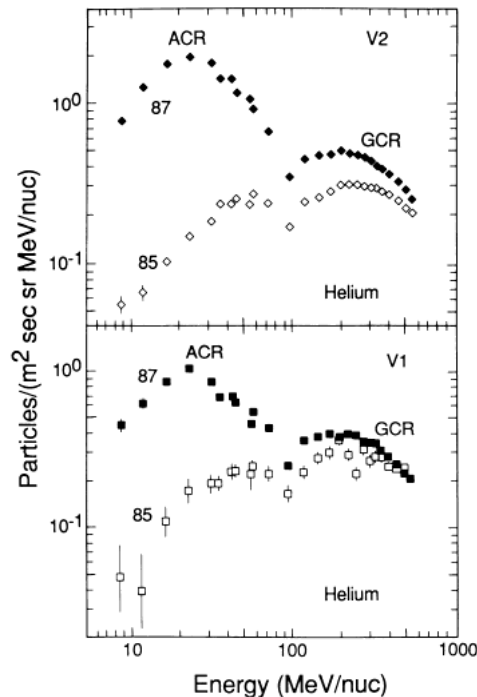 ACR V2
10⁰ 87
GCR
85
10⁻¹
Helium
ACR V1
10⁰ 87
GCR
85
10⁻¹
Helium
10 100 1000
Energy (MeV/nuc)
Particles/(m² sec sr MeV/nuc)